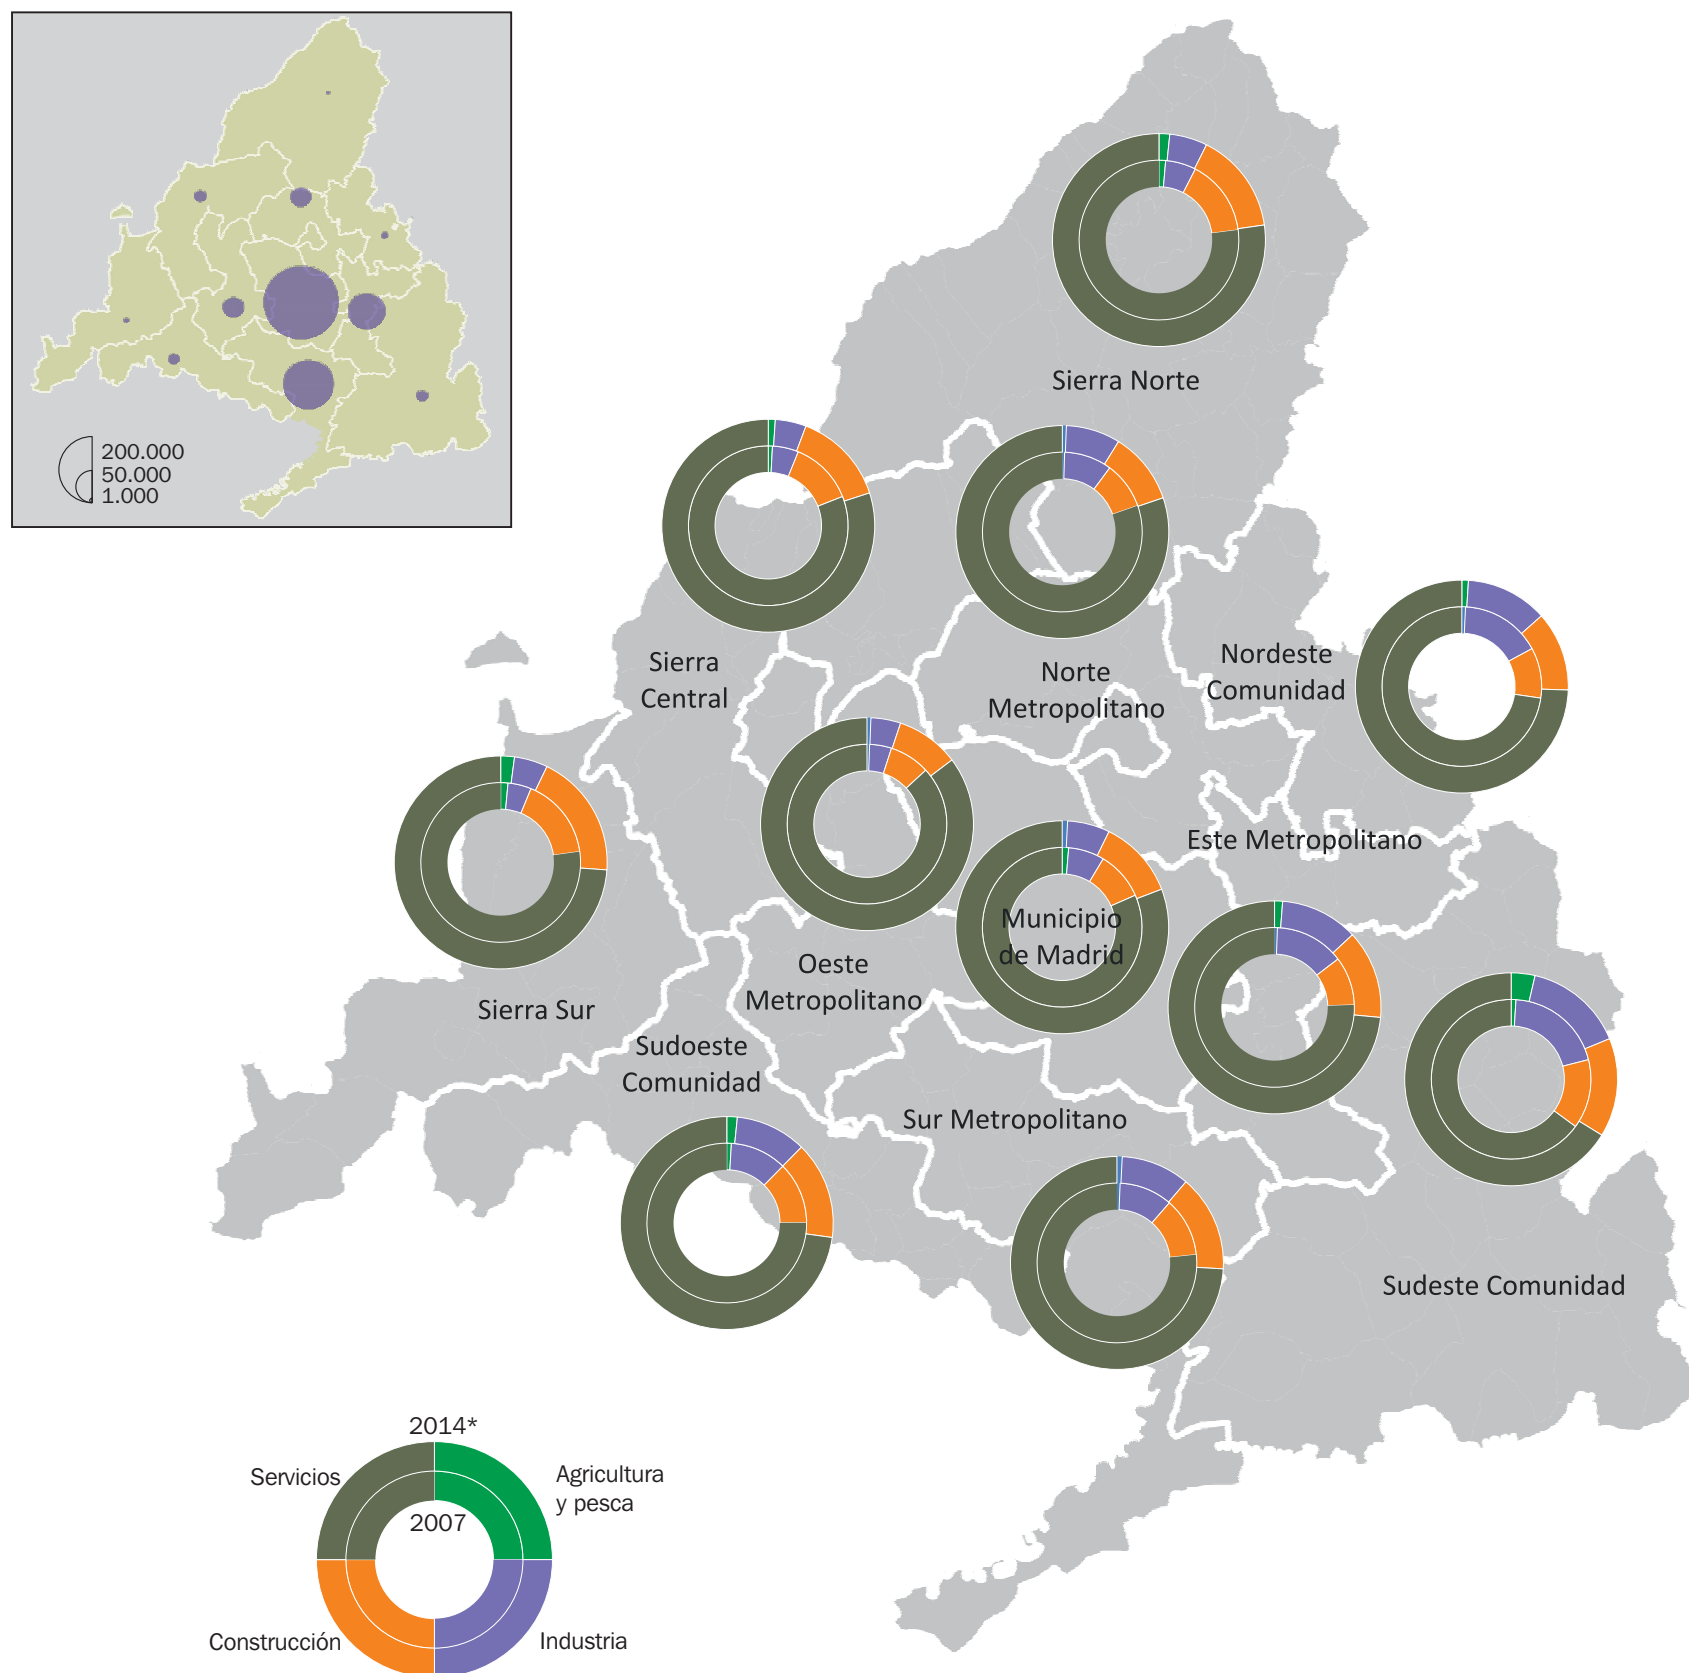 200.000
50.000
1.000
Sierra Norte
Sierra
Central
Norte
Metropolitano
Nordeste
Comunidad
Este Metropolitano
Municipio
de Madrid
Oeste
Metropolitano
Sierra Sur
Sudoeste
Comunidad
Sur Metropolitano
Sudeste Comunidad
2014*
Servicios
Agricultura
y pesca
2007
Construcción
Industria